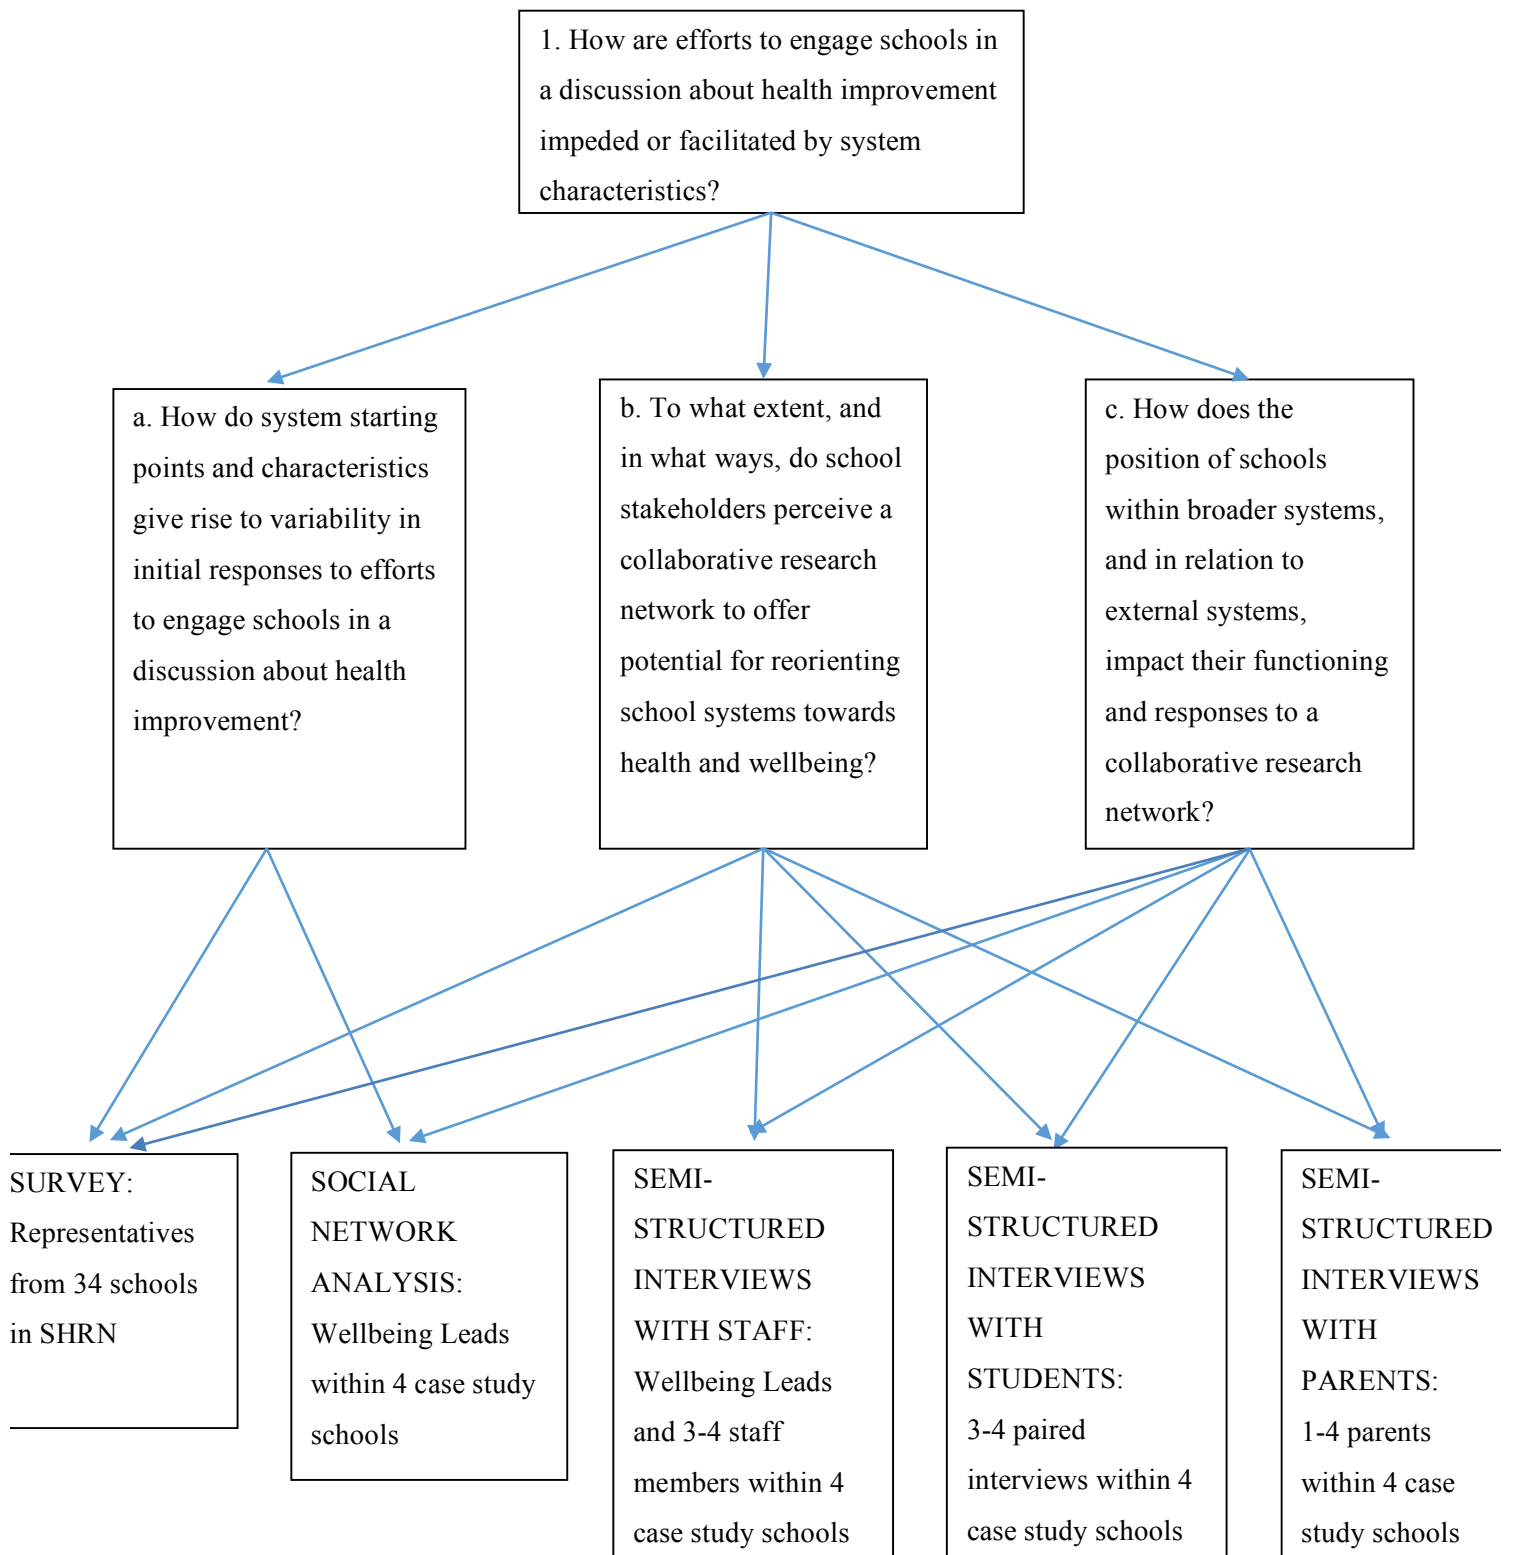 1. How are efforts to engage schools in
a discussion about health improvement
impeded or facilitated by system
characteristics?
a. How do system starting
points and characteristics
give rise to variability in
initial responses to efforts
to engage schools in a
discussion about health
improvement?
b. To what extent, and
in what ways, do school
stakeholders perceive a
collaborative research
network to offer
potential for reorienting
school systems towards
health and wellbeing?
c. How does the
position of schools
within broader systems,
and in relation to
external systems,
impact their functioning
and responses to a
collaborative research
network?
SURVEY:
Representatives
from 34 schools
in SHRN
SOCIAL
NETWORK
ANALYSIS:
Wellbeing Leads
within 4 case study
schools
SEMI-
STRUCTURED
INTERVIEWS
WITH STAFF:
Wellbeing Leads
and 3-4 staff
members within 4
case study schools
SEMI-
STRUCTURED
INTERVIEWS
WITH
STUDENTS:
3-4 paired
interviews within 4
case study schools
SEMI-
STRUCTURED
INTERVIEWS
WITH
PARENTS:
1-4 parents
within 4 case
study schools